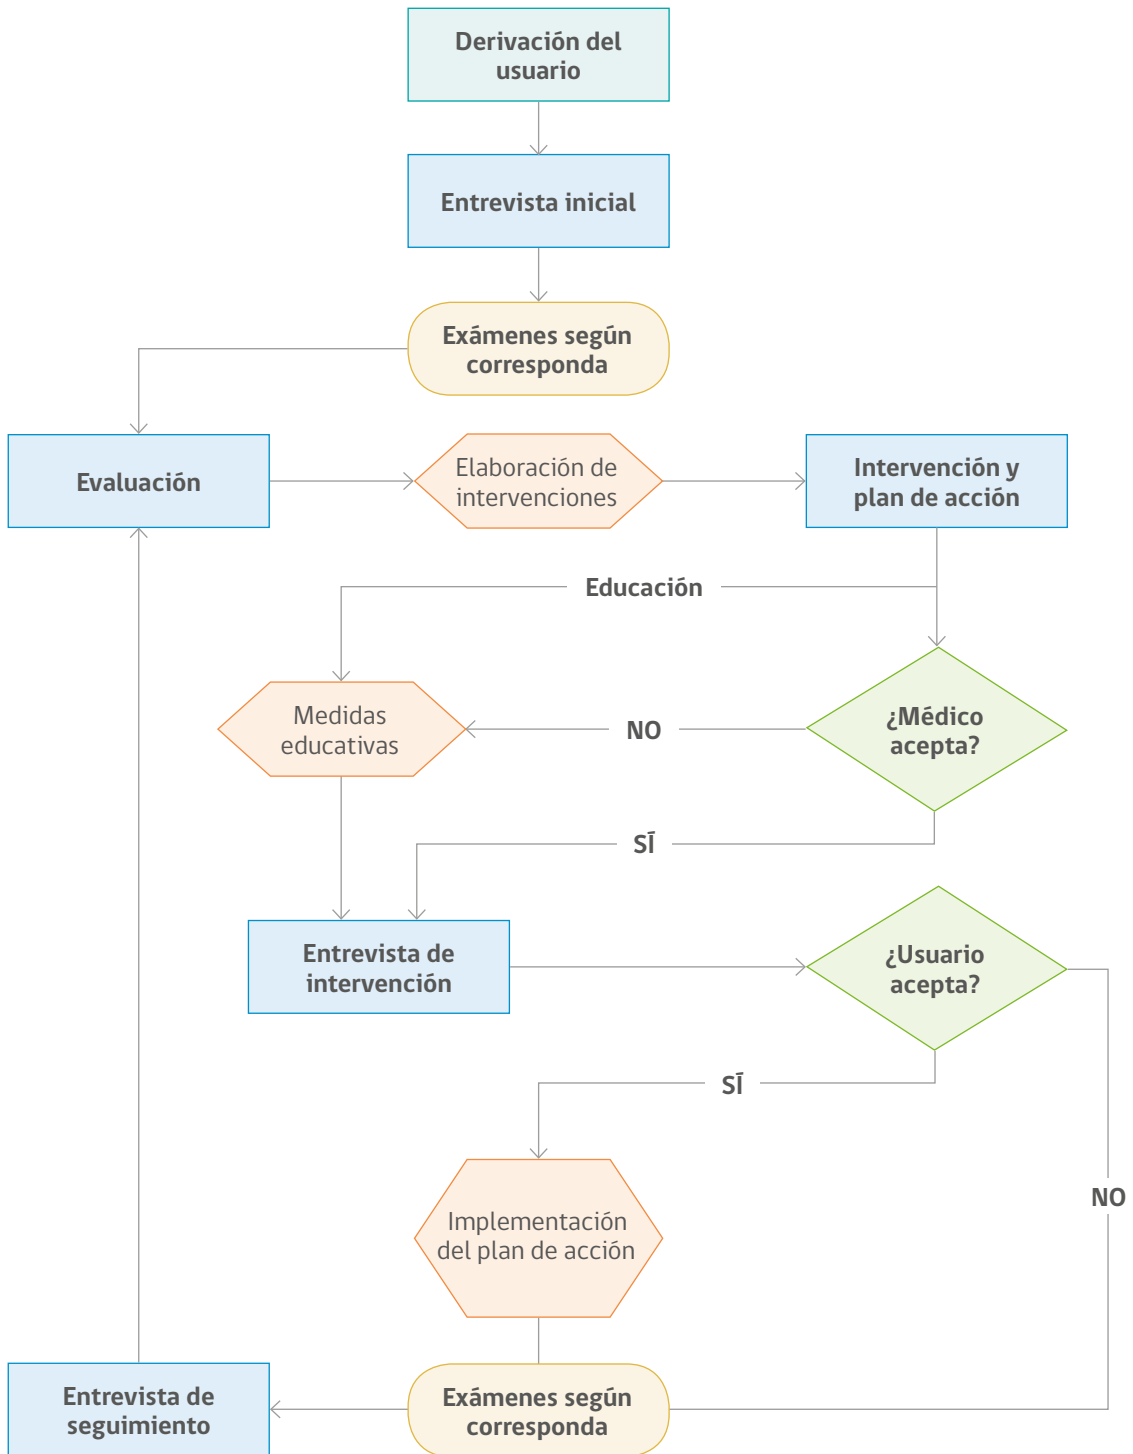 Derivación del
usuario
Entrevista inicial
Exámenes según
corresponda
Evaluación
Elaboración de
intervenciones
Intervención y
plan de acción
Educación
Medidas
educativas
NO
¿Médico
acepta?
SÍ
Entrevista de
intervención
¿Usuario
acepta?
SÍ
NO
Implementación
del plan de acción
Entrevista de
seguimiento
Exámenes según
corresponda